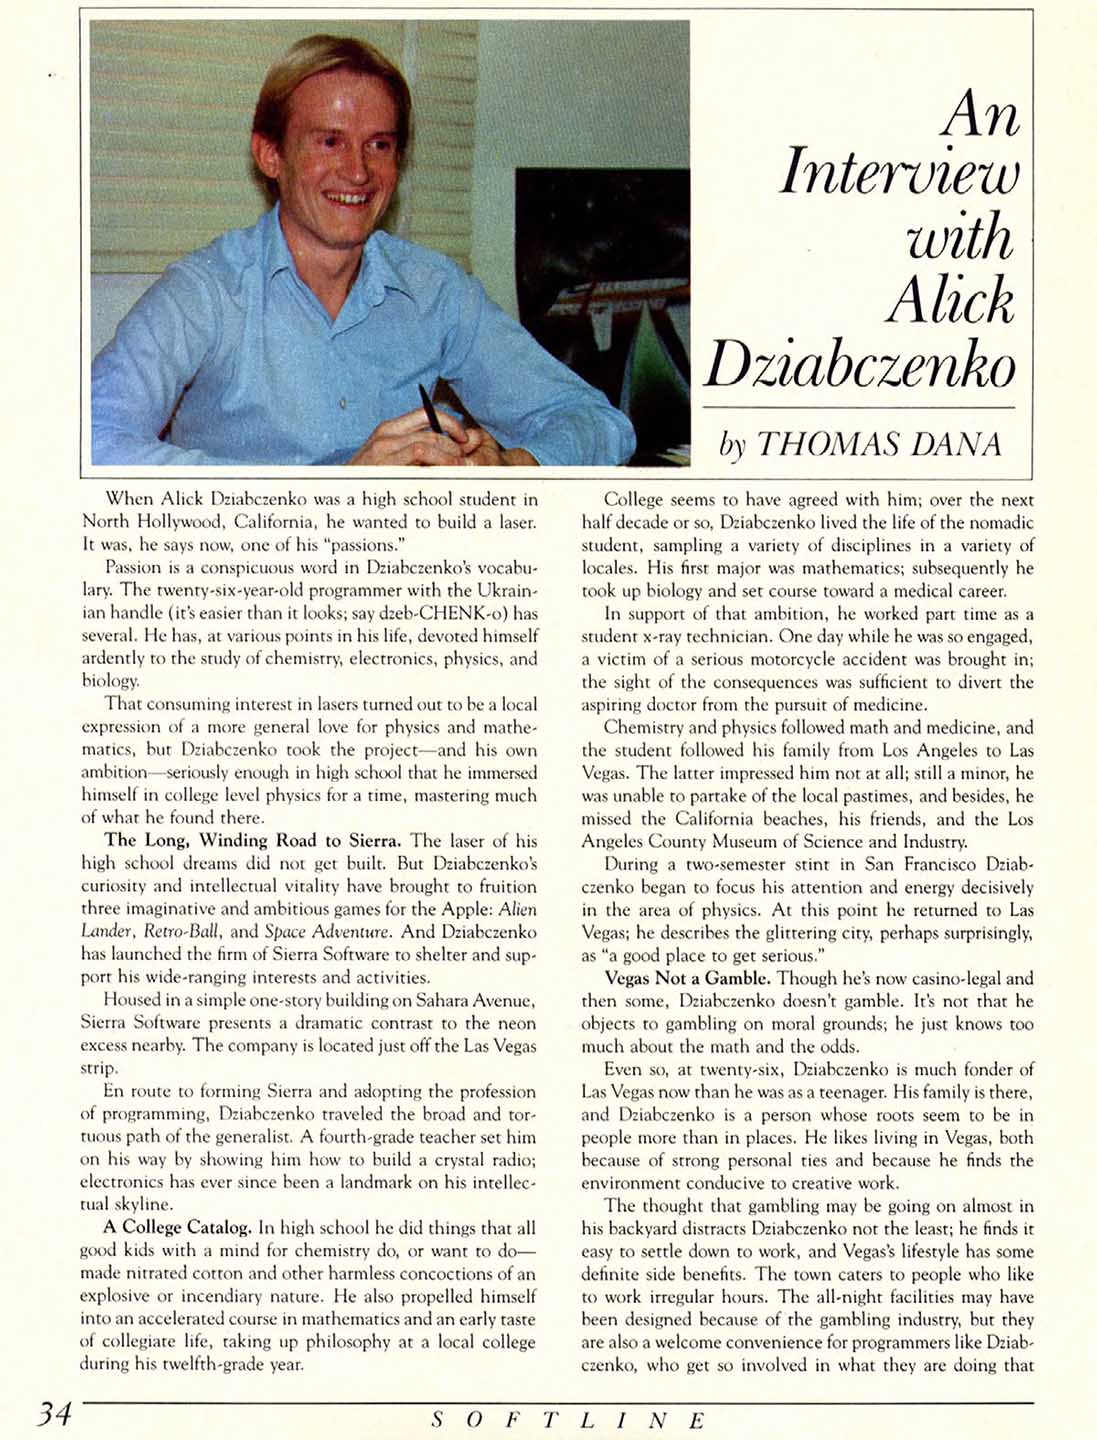 An
Interview
with
Alick
Dziabczenko
by THOMAS DANA
When Alick Dziabczenko was a high school student in
North Hollywood, California, he wanted to build a laser.
It was, he says now, one of his "passions."
Passion is a conspicuous word in Dziabczenko's vocabu-
lary. The twenty-six-year-old programmer with the Ukrain-
ian handle (it's easier than it looks; say dzeb-CHENK-o) has
several. He has, at various points in his life, devoted himself
ardently to the study of chemistry, electronics, physics, and
biology.
That consuming interest in lasers turned out to be a local
expression of a more general love for physics and mathe-
matics, but Dziabczenko took the project—and his own
ambition—seriously enough in high school that he immersed
himself in college level physics for a time, mastering much
of what he found there.
The Long, Winding Road to Sierra. The laser of his
high school dreams did not get built. But Dziabczenko's
curiosity and intellectual vitality have brought to fruition
three imaginative and ambitious games for the Apple: Alien
Lander, Retro-Ball, and Space Adventure. And Dziabczenko
has launched the firm of Sierra Software to shelter and sup-
port his wide-ranging interests and activities.
Housed in a simple one-story building on Sahara Avenue,
Sierra Software presents a dramatic contrast to the neon
excess nearby. The company is located just off the Las Vegas
strip.
En route to forming Sierra and adopting the profession
of programming, Dziabczenko traveled the broad and tor-
tuous path of the generalist. A fourth-grade teacher set him
on his way by showing him how to build a crystal radio;
electronics has ever since been a landmark on his intellec-
tual skyline.
A College Catalog. In high school he did things that all
good kids with a mind for chemistry do, or want to do—
made nitrated cotton and other harmless concoctions of an
explosive or incendiary nature. He also propelled himself
into an accelerated course in mathematics and an early taste
of collegiate life, taking up philosophy at a local college
during his twelfth-grade year.
College seems to have agreed with him; over the next
half decade or so, Dziabczenko lived the life of the nomadic
student, sampling a variety of disciplines in a variety of
locales. His first major was mathematics; subsequently he
took up biology and set course toward a medical career.
In support of that ambition, he worked part time as a
student x-ray technician. One day while he was so engaged,
a victim of a serious motorcycle accident was brought in;
the sight of the consequences was sufficient to divert the
aspiring doctor from the pursuit of medicine.
Chemistry and physics followed math and medicine, and
the student followed his family from Los Angeles to Las
Vegas. The latter impressed him not at all; still a minor, he
was unable to partake of the local pastimes, and besides, he
missed the California beaches, his friends, and the Los
Angeles County Museum of Science and Industry.
During a two-semester stint in San Francisco Dziab-
czenko began to focus his attention and energy decisively
in the area of physics. At this point he returned to Las
Vegas; he describes the glittering city, perhaps surprisingly,
as "a good place to get serious."
Vegas Not a Gamble. Though he's now casino-legal and
then some, Dziabczenko doesn't gamble. It's not that he
objects to gambling on moral grounds; he just knows too
much about the math and the odds.
Even so, at twenty-six, Dziabczenko is much fonder of
Las Vegas now than he was as a teenager. His family is there,
and Dziabczenko is a person whose roots seem to be in
people more than in places. He likes living in Vegas, both
because of strong personal ties and because he finds the
environment conducive to creative work.
The thought that gambling may be going on almost in
his backyard distracts Dziabczenko not the least; he finds it
easy to settle down to work, and Vegas's lifestyle has some
definite side benefits. The town caters to people who like
to work irregular hours. The all-night facilities may have
been designed because of the gambling industry, but they
are also a welcome convenience for programmers like Dziab-
czenko, who get so involved in what they are doing that
34
SOFTLINE